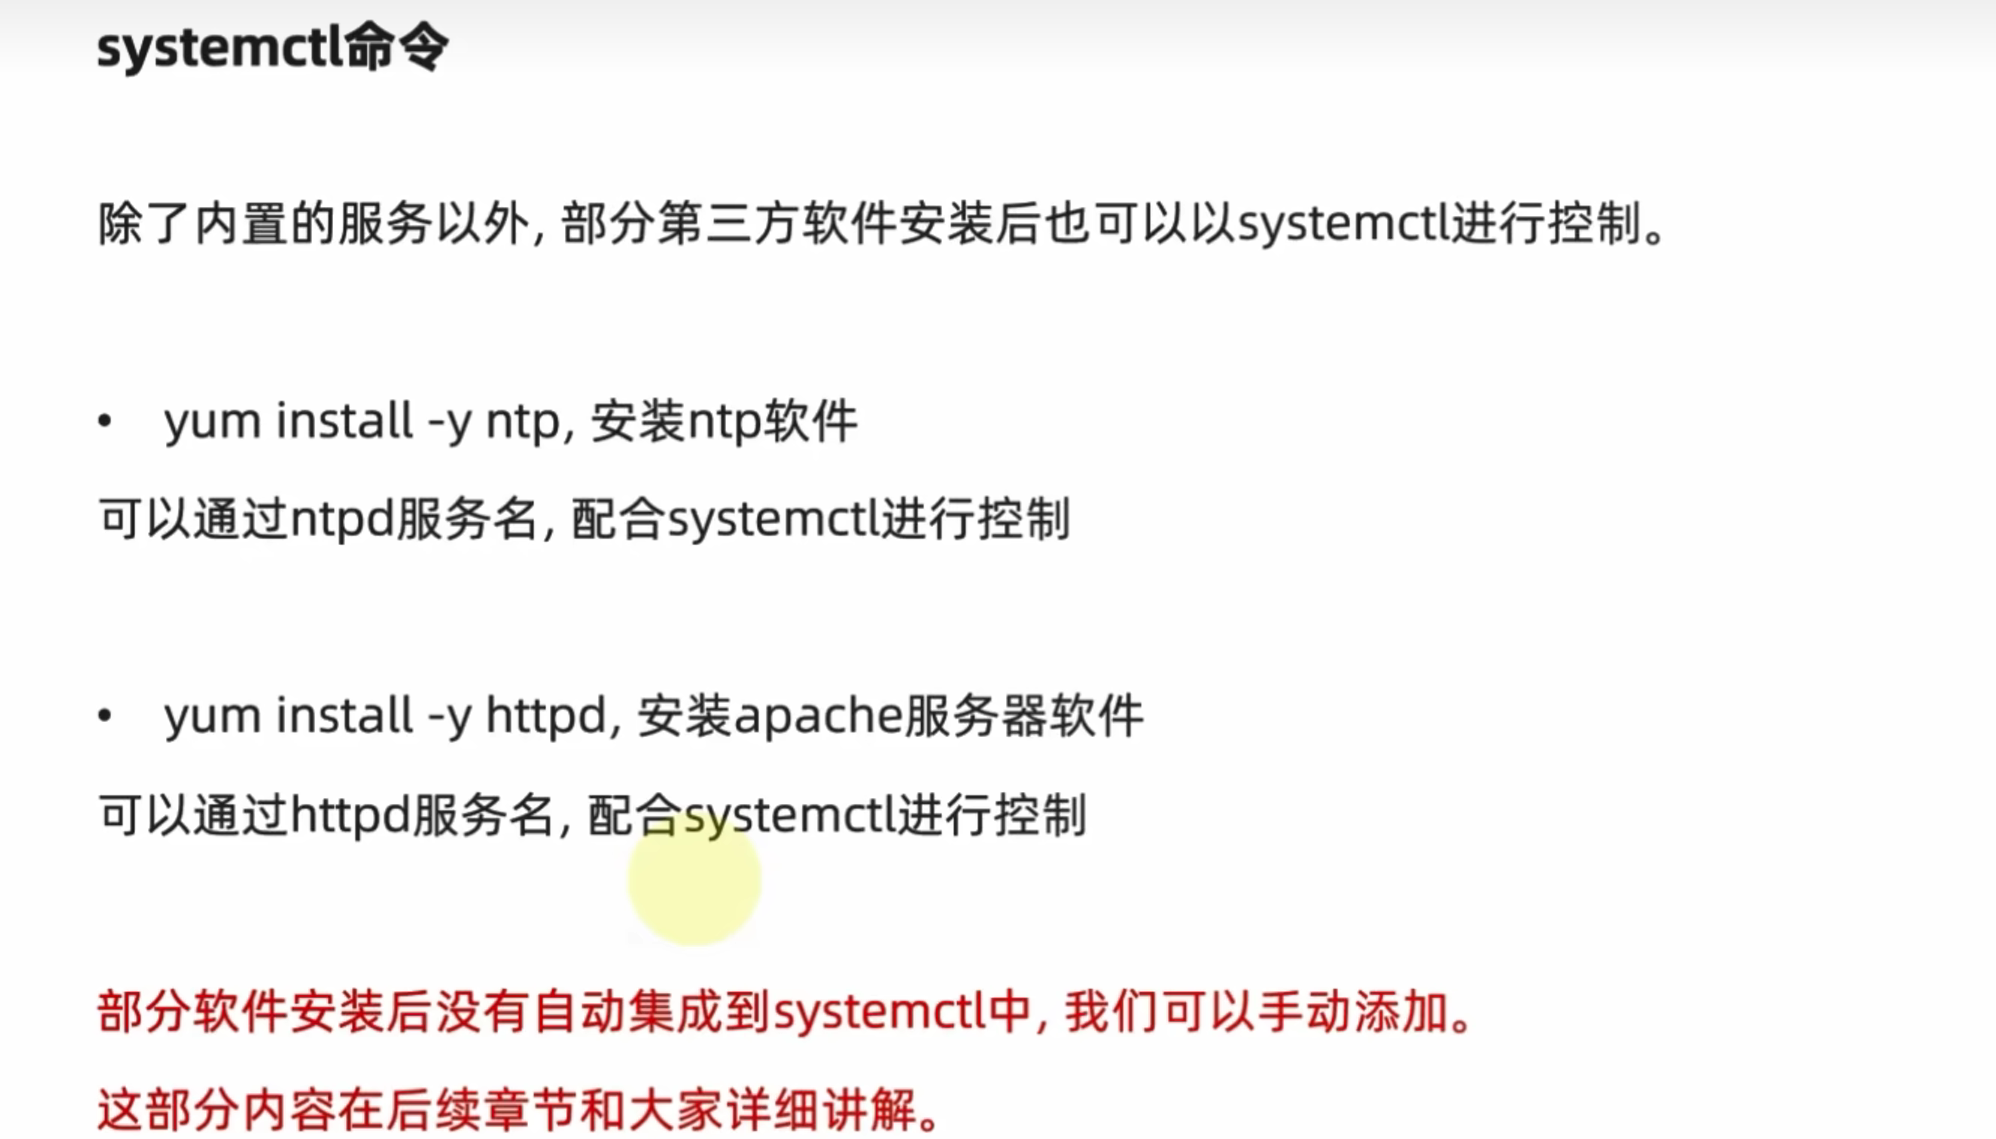 systemctl命令
除了内置的服务以外, 部分第三方软件安装后也可以以systemctl进行控制。
• yum install -y ntp, 安装ntp软件
可以通过ntpd服务名, 配合systemctl进行控制
• yum install -y httpd, 安装apache服务器软件
可以通过httpd服务名, 配合systemctl进行控制
部分软件安装后没有自动集成到systemctl中, 我们可以手动添加。
这部分内容在后续章节和大家详细讲解。